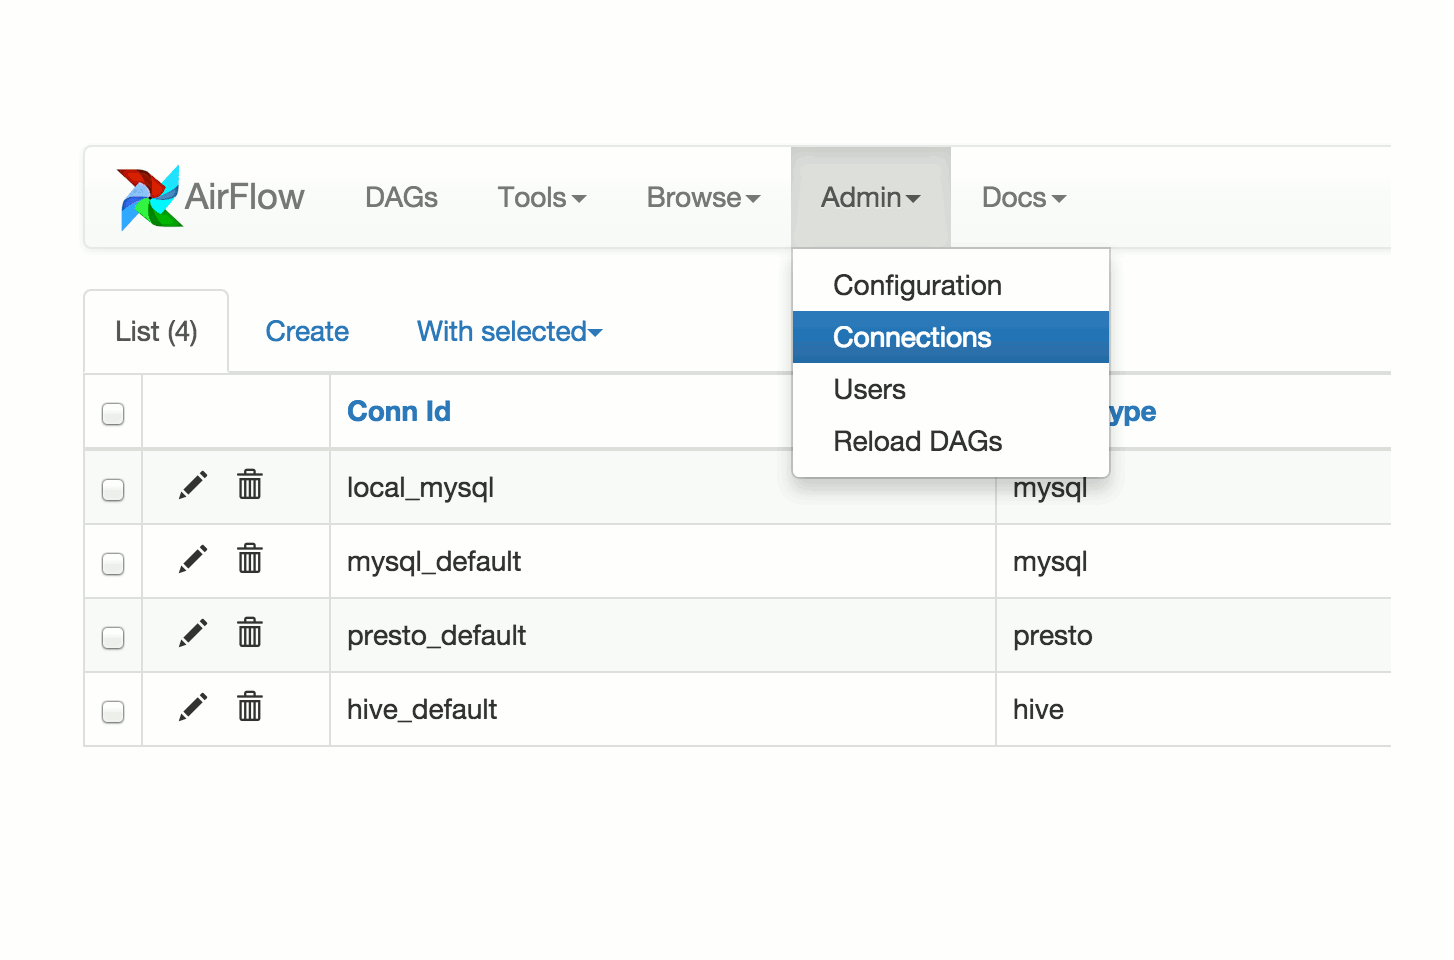 AirFlow DAGs Tools Browse Admin Docs
Configuration
Connections
Users
Reload DAGs
List (4) Create With selected
Conn Id ype
local_mysql mysql
mysql_default mysql
presto_default presto
hive_default hive